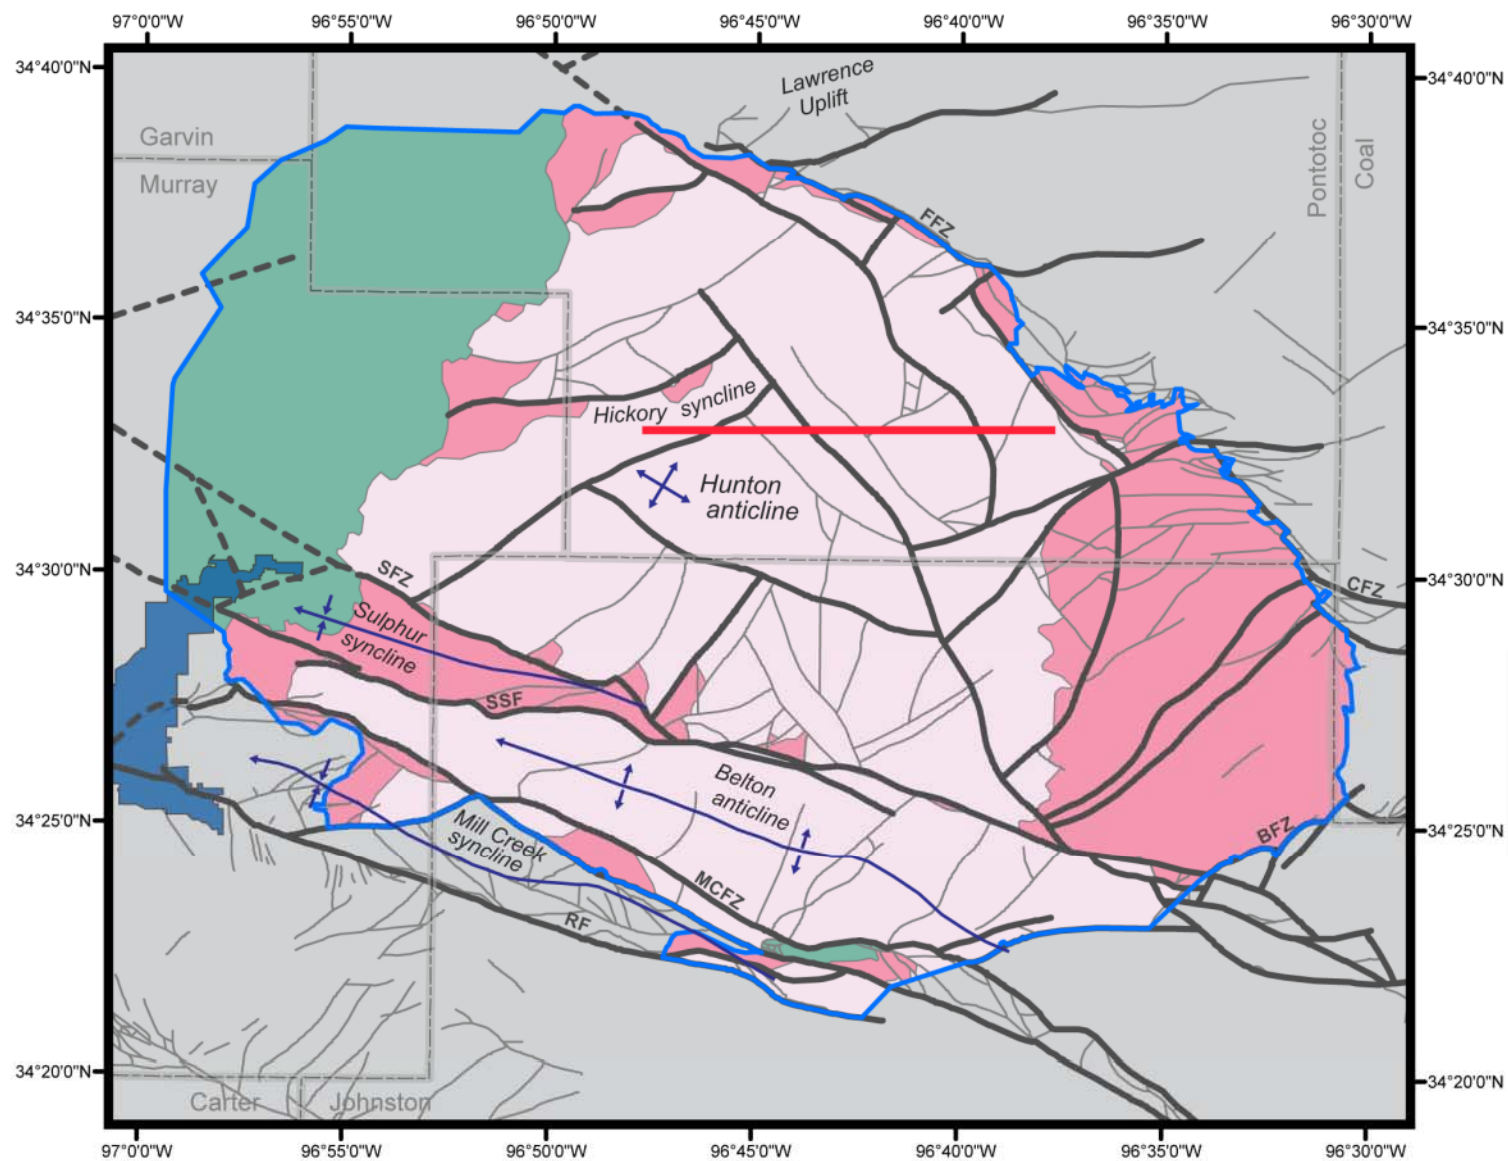 97°0'0"W 96°55'0"W 96°50'0"W 96°45'0"W 96°40'0"W 96°35'0"W 96°30'0"W
34°40'0"N
34°40'0"N
Lawrence
Uplift
Garvin
Murray
Pontotoc
Coal
FFZ
34°35'0"N
34°35'0"N
Hickory syncline
Hunton
anticline
34°30'0"N
34°30'0"N
SFZ
CFZ
Sulphur
syncline
SSF
Belton
anticline
34°25'0"N
34°25'0"N
Mill Creek
syncline
BFZ
MCFZ
RF
34°20'0"N
34°20'0"N
Carter
Johnston
97°0'0"W 96°55'0"W 96°50'0"W 96°45'0"W 96°40'0"W 96°35'0"W 96°30'0"W